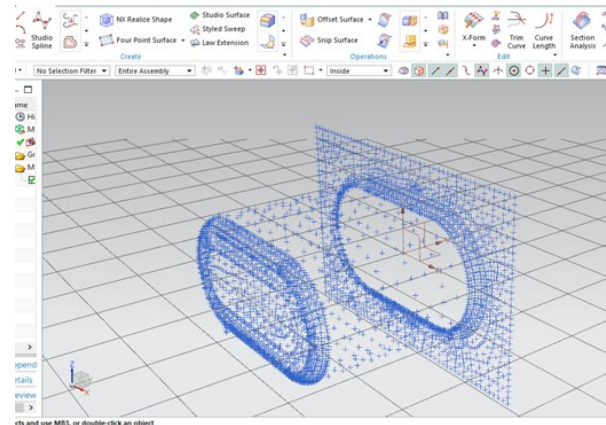 Studio
Spline
NX Realize Shape
Four Point Surface
Studio Surface
Styled Sweep
Law Extension
Create
Offset Surface
Snip Surface
Operations
X-Form
Trim
Curve
Curve
Length
Edit
Section
Analysis
No Selection Filter
Entire Assembly
Inside
ame
Hi
M
Gr
M
Z
X
epend
etails
review
cts and use MB3, or double-click an object